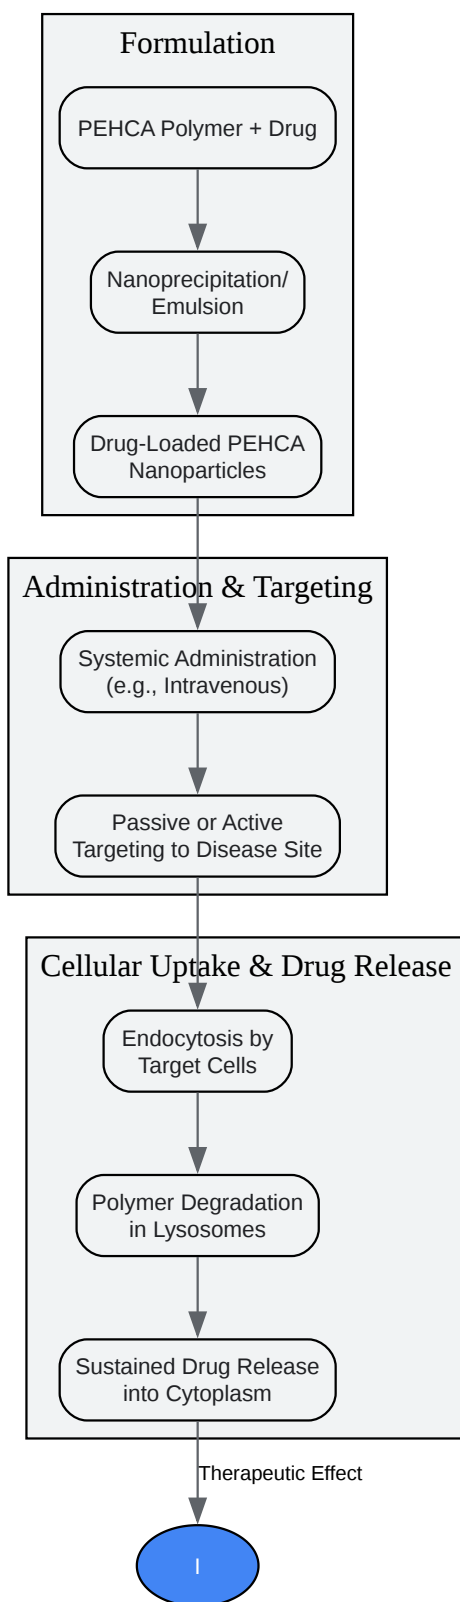 Formulation
PEHCA Polymer + Drug
Nanoprecipitation/
Emulsion
Drug-Loaded PEHCA
Nanoparticles
Administration & Targeting
Systemic Administration
(e.g., Intravenous)
Passive or Active
Targeting to Disease Site
Cellular Uptake & Drug Release
Endocytosis by
Target Cells
Polymer Degradation
in Lysosomes
Sustained Drug Release
into Cytoplasm
Therapeutic Effect
I